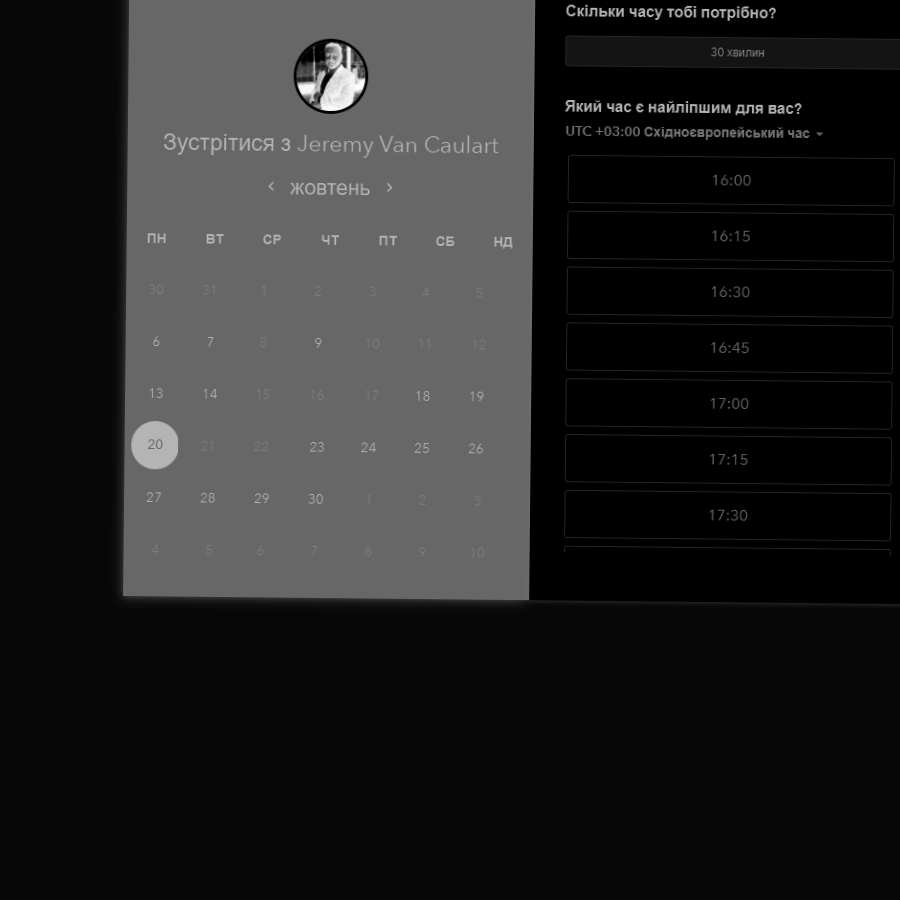 Зустрітися з Jeremy Van Caulart
жовтень
ПН ВТ СР ЧТ ПТ СБ НД
30 31 1 2 3 4 5
6 7 8 9 10 11 12
13 14 15 16 17 18 19
20 21 22 23 24 25 26
27 28 29 30 1 2 3
4 5 6 7 8 9 10
Скільки часу тобі потрібно?
30 хвилин
Який час є найліпшим для вас?
UTC +03:00 Східноєвропейський час
16:00
16:15
16:30
16:45
17:00
17:15
17:30